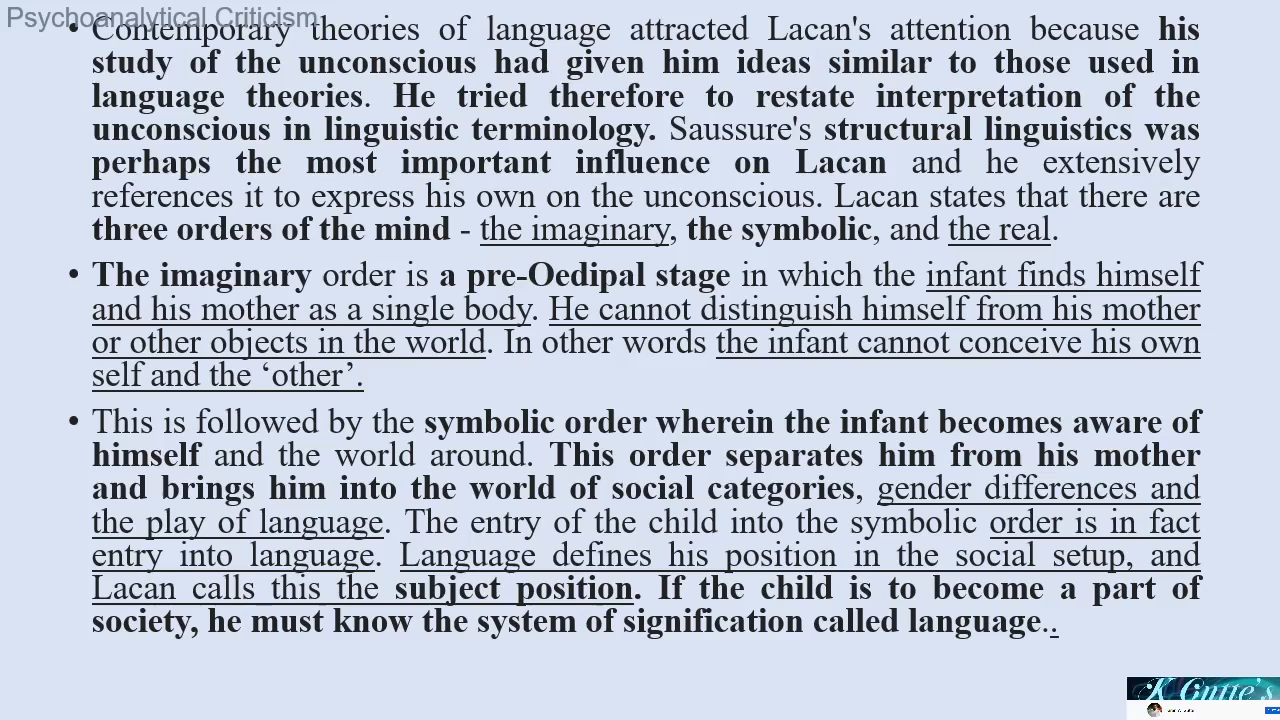 Psychoanalytical Criticism
• Contemporary theories of language attracted Lacan's attention because his
study of the unconscious had given him ideas similar to those used in
language theories. He tried therefore to restate interpretation of the
unconscious in linguistic terminology. Saussure's structural linguistics was
perhaps the most important influence on Lacan and he extensively
references it to express his own on the unconscious. Lacan states that there are
three orders of the mind - the imaginary, the symbolic, and the real.
• The imaginary order is a pre-Oedipal stage in which the infant finds himself
and his mother as a single body. He cannot distinguish himself from his mother
or other objects in the world. In other words the infant cannot conceive his own
self and the ‘other’.
• This is followed by the symbolic order wherein the infant becomes aware of
himself and the world around. This order separates him from his mother
and brings him into the world of social categories, gender differences and
the play of language. The entry of the child into the symbolic order is in fact
entry into language. Language defines his position in the social setup, and
Lacan calls this the subject position. If the child is to become a part of
society, he must know the system of signification called language..